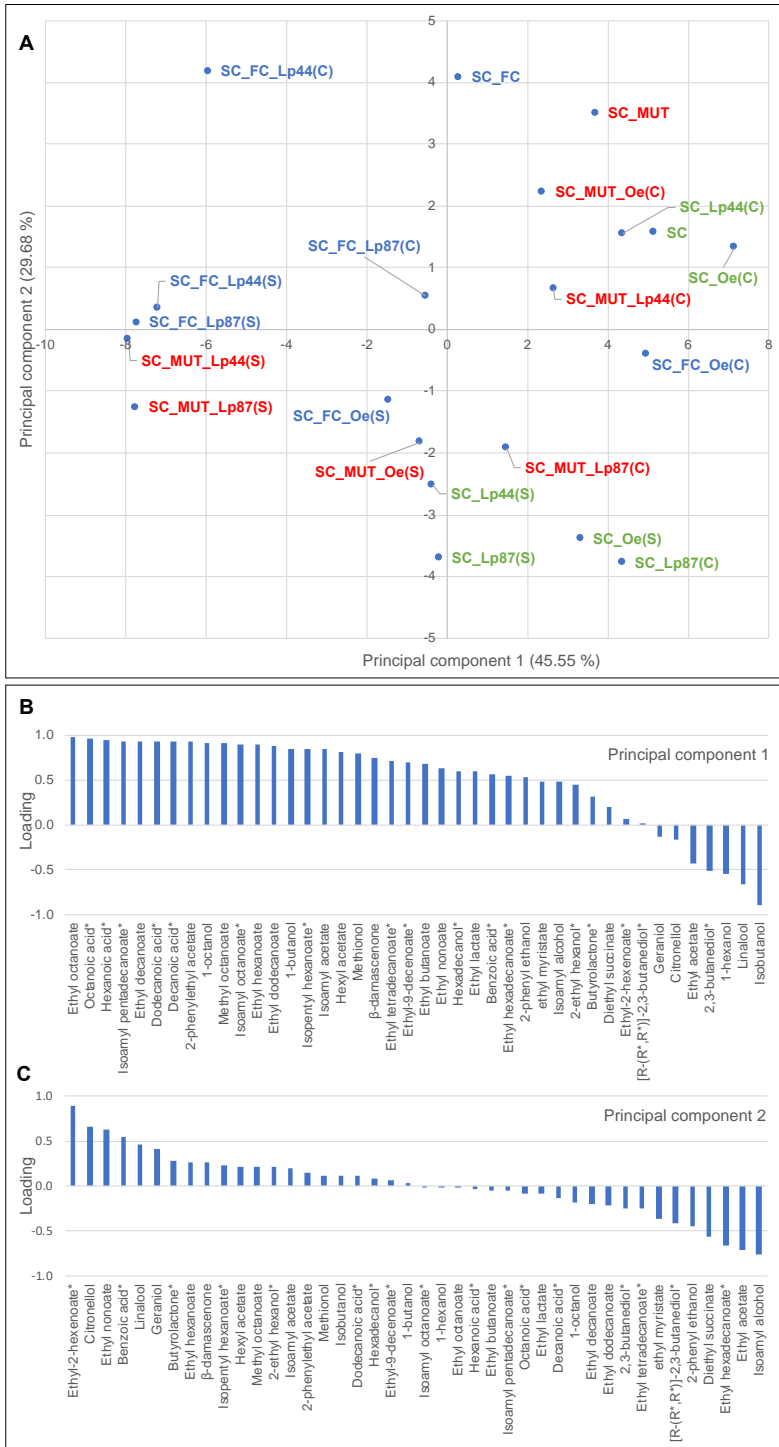 A
5
SC_FC_Lp44(C)
SC_FC
4
SC_MUT
3
SC_MUT_Oe(C)
2
SC_Lp44(C)
SC_FC_Lp87(C)
SC
1
SC_Oe(C)
SC_FC_Lp44(S)
SC_MUT_Lp44(C)
SC_FC_Lp87(S)
0
-8
-6
-4
-2
0
2
4
6
8
SC_MUT_Lp44(S)
SC_FC_Oe(C)
-1
SC_MUT_Lp87(S)
SC_FC_Oe(S)
-2
SC_MUT_Oe(S)
SC_MUT_Lp87(C)
SC_Lp44(S)
-3
SC_Oe(S)
SC_Lp87(S)
SC_Lp87(C)
-4
-5
Principal component 2 (29.68 %)
Principal component 1 (45.55 %)
B
Principal component 1
Loading
1.0
0.5
0.0
-0.5
-1.0
Ethyl octanoate
Octanoic acid*
Hexanoic acid*
Isoamyl pentadecanoate*
Ethyl decanoate
Dodecanoic acid*
Decanoic acid*
2-phenylethyl acetate
1-octanol
Methyl octanoate
Isoamyl octanoate*
Ethyl hexanoate
Ethyl dodecanoate
1-butanol
Isopentyl hexanoate*
Isoamyl acetate
Hexyl acetate
Methionol
β-damascenone
Ethyl tetradecanoate*
Ethyl-9-decenoate*
Ethyl butanoate
Ethyl nonoate
Hexadecanol*
Ethyl lactate
Benzoic acid*
Ethyl hexadecanoate*
2-phenyl ethanol
ethyl myristate
Isoamyl alcohol
2-ethyl hexanol*
Butyrolactone*
Diethyl succinate
Ethyl-2-hexenoate*
[R-(R*,R*)]-2,3-butanediol*
Geraniol
Citronellol
Ethyl acetate
2,3-butanediol*
1-hexanol
Linalool
Isobutanol
C
Principal component 2
Loading
1.0
0.5
0.0
-0.5
-1.0
Ethyl-2-hexenoate*
Citronellol
Ethyl nonoate
Benzoic acid*
Linalool
Geraniol
Butyrolactone*
Ethyl hexanoate
β-damascenone
Isopentyl hexanoate*
Hexyl acetate
Methyl octanoate
2-ethyl hexanol*
Isoamyl acetate
2-phenylethyl acetate
Methionol
Isobutanol
Dodecanoic acid*
Hexadecanol*
Ethyl-9-decenoate*
1-butanol
Isoamyl octanoate*
1-hexanol
Ethyl octanoate
Hexanoic acid*
Ethyl butanoate
Isoamyl pentadecanoate*
Octanoic acid*
Ethyl lactate
Decanoic acid*
1-octanol
Ethyl decanoate
Ethyl dodecanoate
2,3-butanediol*
Ethyl tetradecanoate*
ethyl myristate
[R-(R*,R*)]-2,3-butanediol*
2-phenyl ethanol
Diethyl succinate
Ethyl hexadecanoate*
Ethyl acetate
Isoamyl alcohol